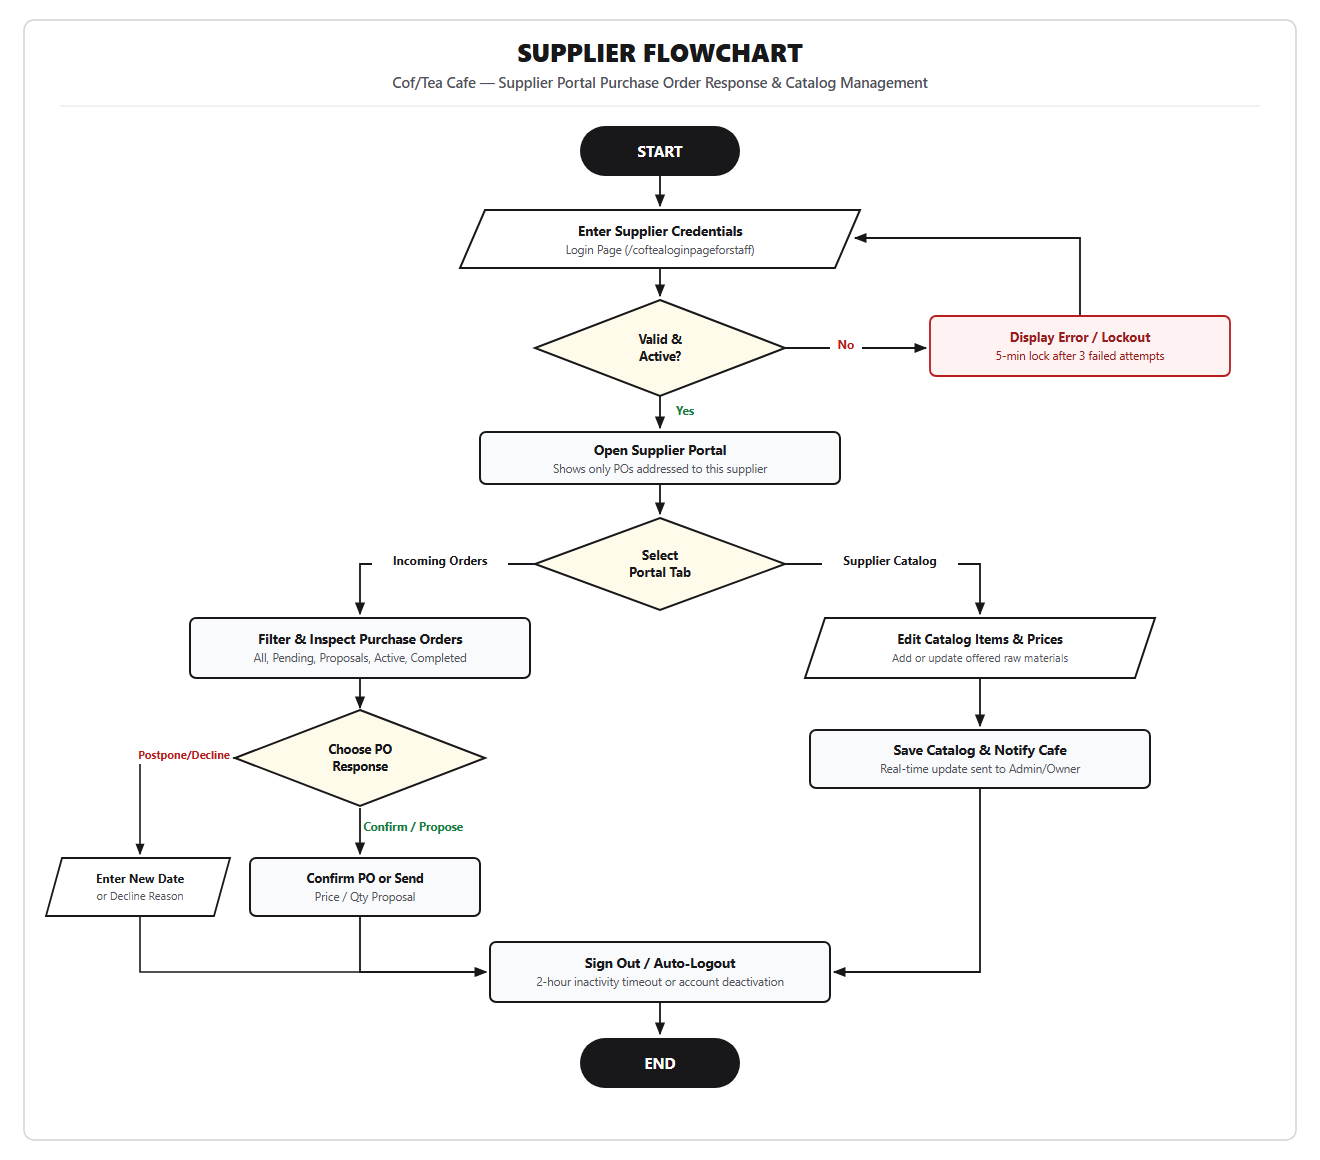 SUPPLIER FLOWCHART
Cof/Tea Cafe — Supplier Portal Purchase Order Response & Catalog Management
START
Enter Supplier Credentials
Login Page (/coftealoginpageforstaff)
Valid &
Active?
No
Display Error / Lockout
5-min lock after 3 failed attempts
Yes
Open Supplier Portal
Shows only POs addressed to this supplier
Select
Portal Tab
Incoming Orders
Supplier Catalog
Filter & Inspect Purchase Orders
All, Pending, Proposals, Active, Completed
Edit Catalog Items & Prices
Add or update offered raw materials
Choose PO
Response
Postpone/Decline
Save Catalog & Notify Cafe
Real-time update sent to Admin/Owner
Confirm / Propose
Enter New Date
or Decline Reason
Confirm PO or Send
Price / Qty Proposal
Sign Out / Auto-Logout
2-hour inactivity timeout or account deactivation
END